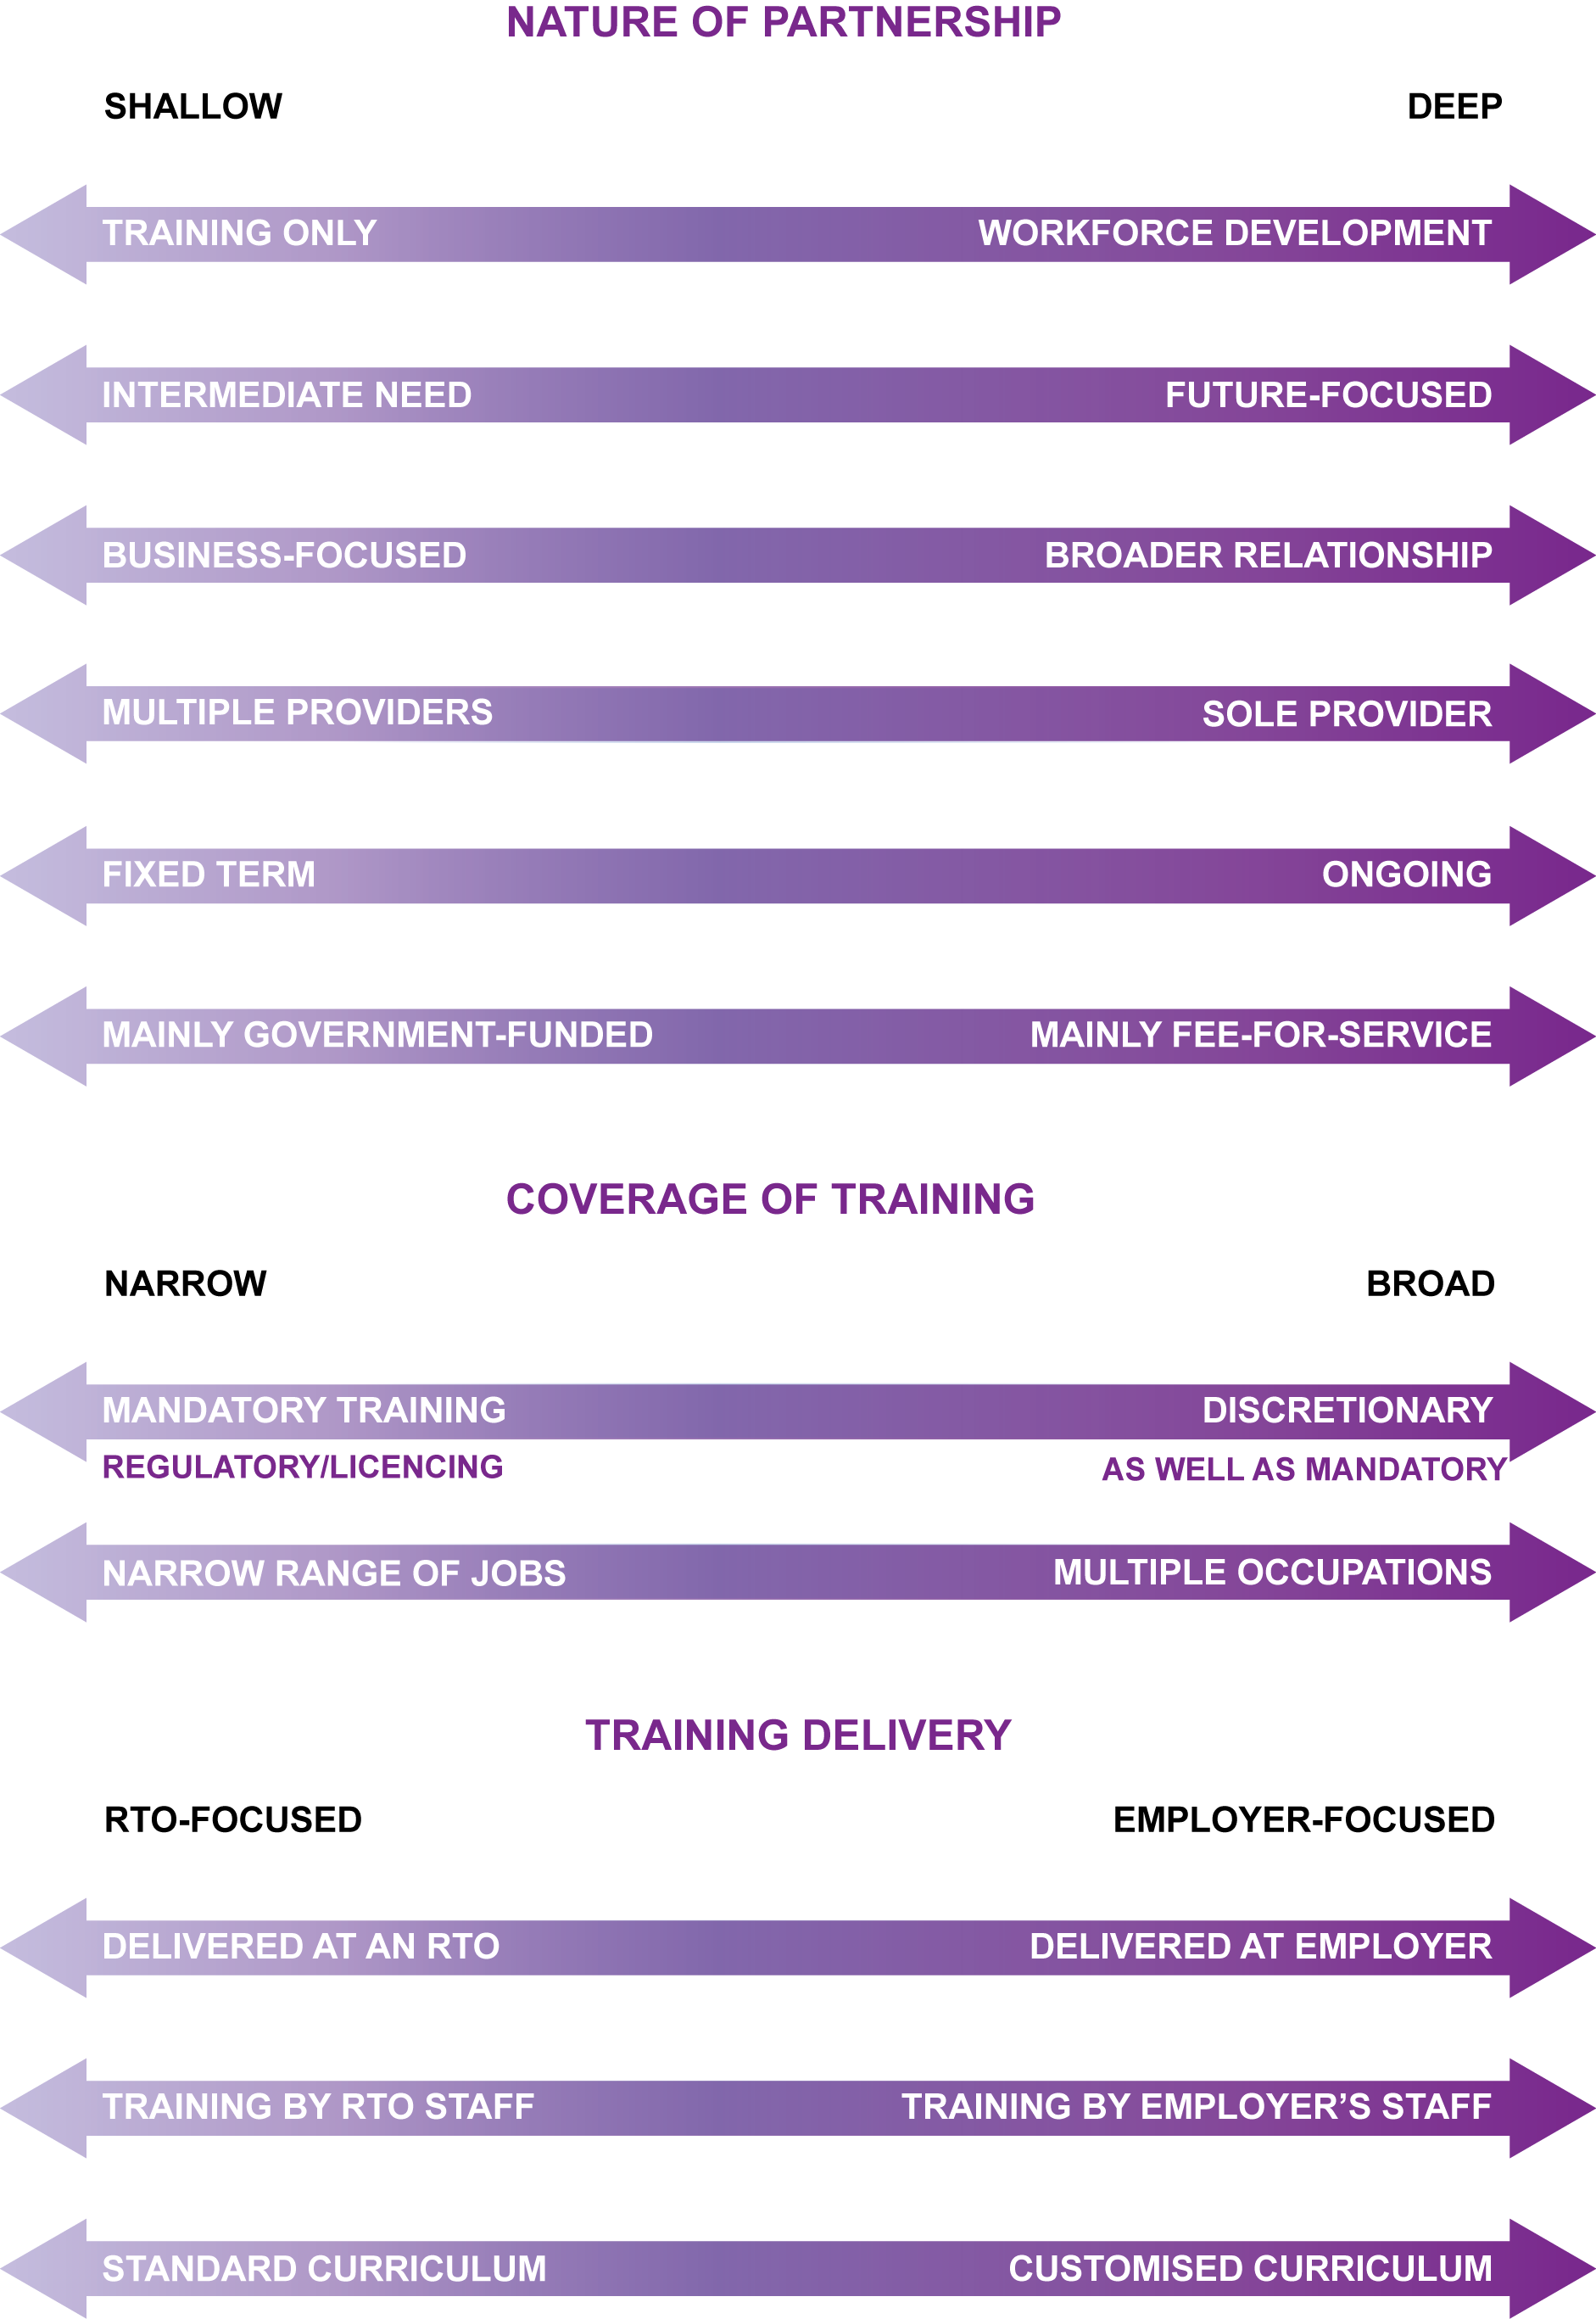 NATURE OF PARTNERSHIP
SHALLOW DEEP
TRAINING ONLY WORKFORCE DEVELOPMENT
INTERMEDIATE NEED FUTURE-FOCUSED
BUSINESS-FOCUSED BROADER RELATIONSHIP
MULTIPLE PROVIDERS SOLE PROVIDER
FIXED TERM ONGOING
MAINLY GOVERNMENT-FUNDED MAINLY FEE-FOR-SERVICE
COVERAGE OF TRAINING
NARROW BROAD
MANDATORY TRAINING DISCRETIONARY
REGULATORY/LICENCING AS WELL AS MANDATORY
NARROW RANGE OF JOBS MULTIPLE OCCUPATIONS
TRAINING DELIVERY
RTO-FOCUSED EMPLOYER-FOCUSED
DELIVERED AT AN RTO DELIVERED AT EMPLOYER
TRAINING BY RTO STAFF TRAINING BY EMPLOYER’S STAFF
STANDARD CURRICULUM CUSTOMISED CURRICULUM